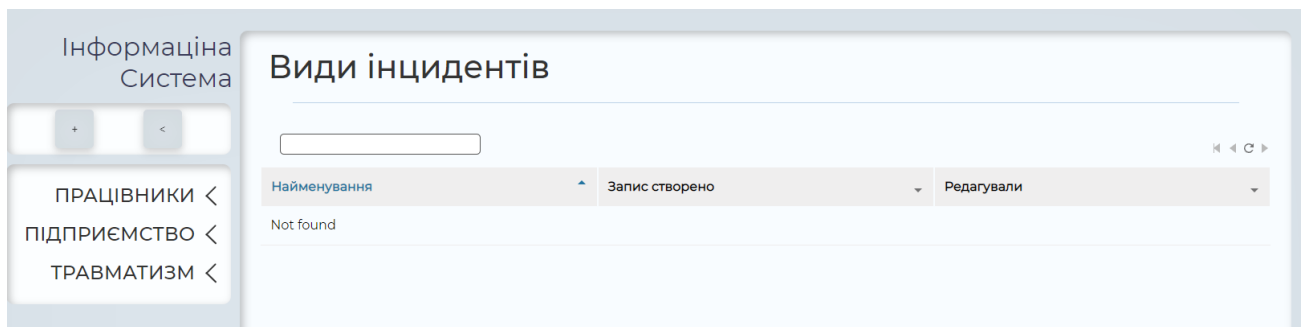 Інформаціна
Система
+ <
ПРАЦІВНИКИ <
ПІДПРИЄМСТВО <
ТРАВМАТИЗМ <
Види інцидентів
Найменування Запис створено Редагували
Not found